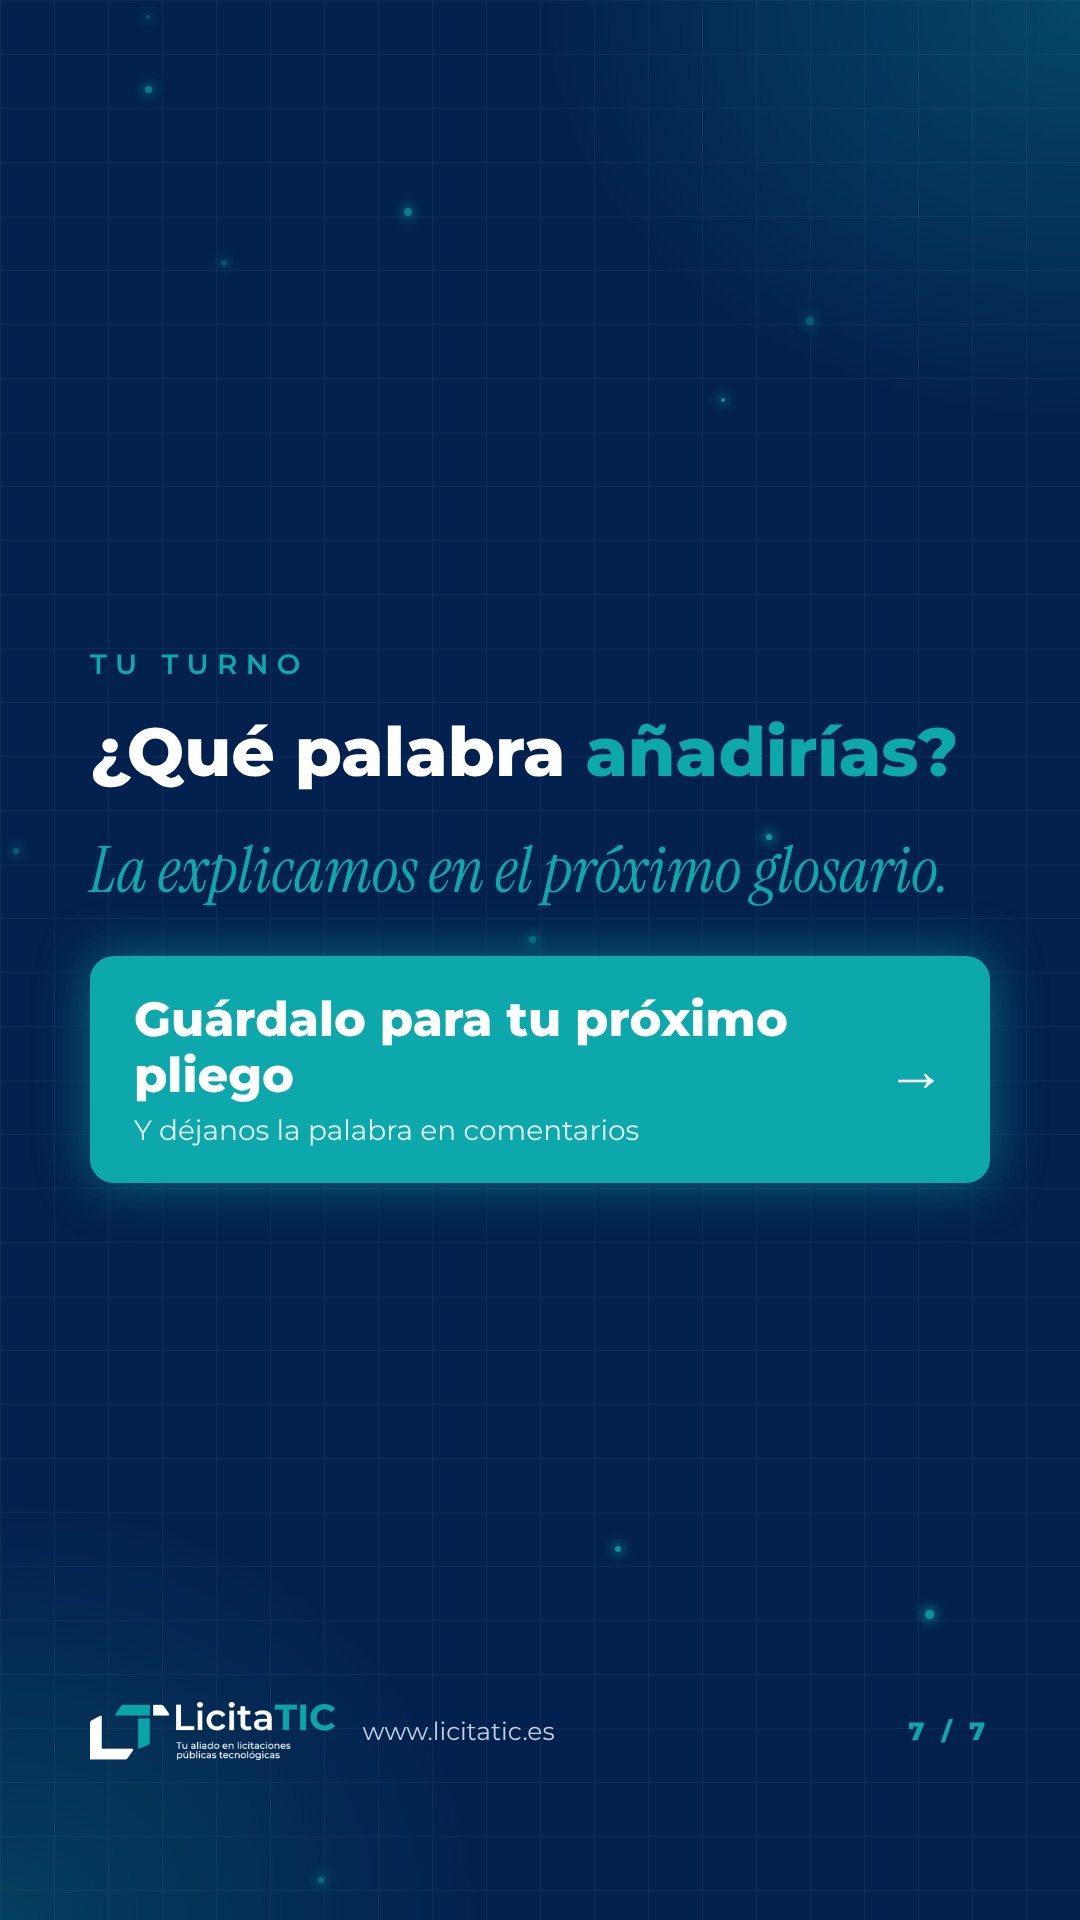 TU TURNO
¿Qué palabra añadirías?
La explicamos en el próximo glosario.
Guárdalo para tu próximo
pliego
→
Y déjanos la palabra en comentarios
LicitaTIC
Tu aliado en licitaciones
públicas tecnológicas
www.licitatic.es
7 / 7